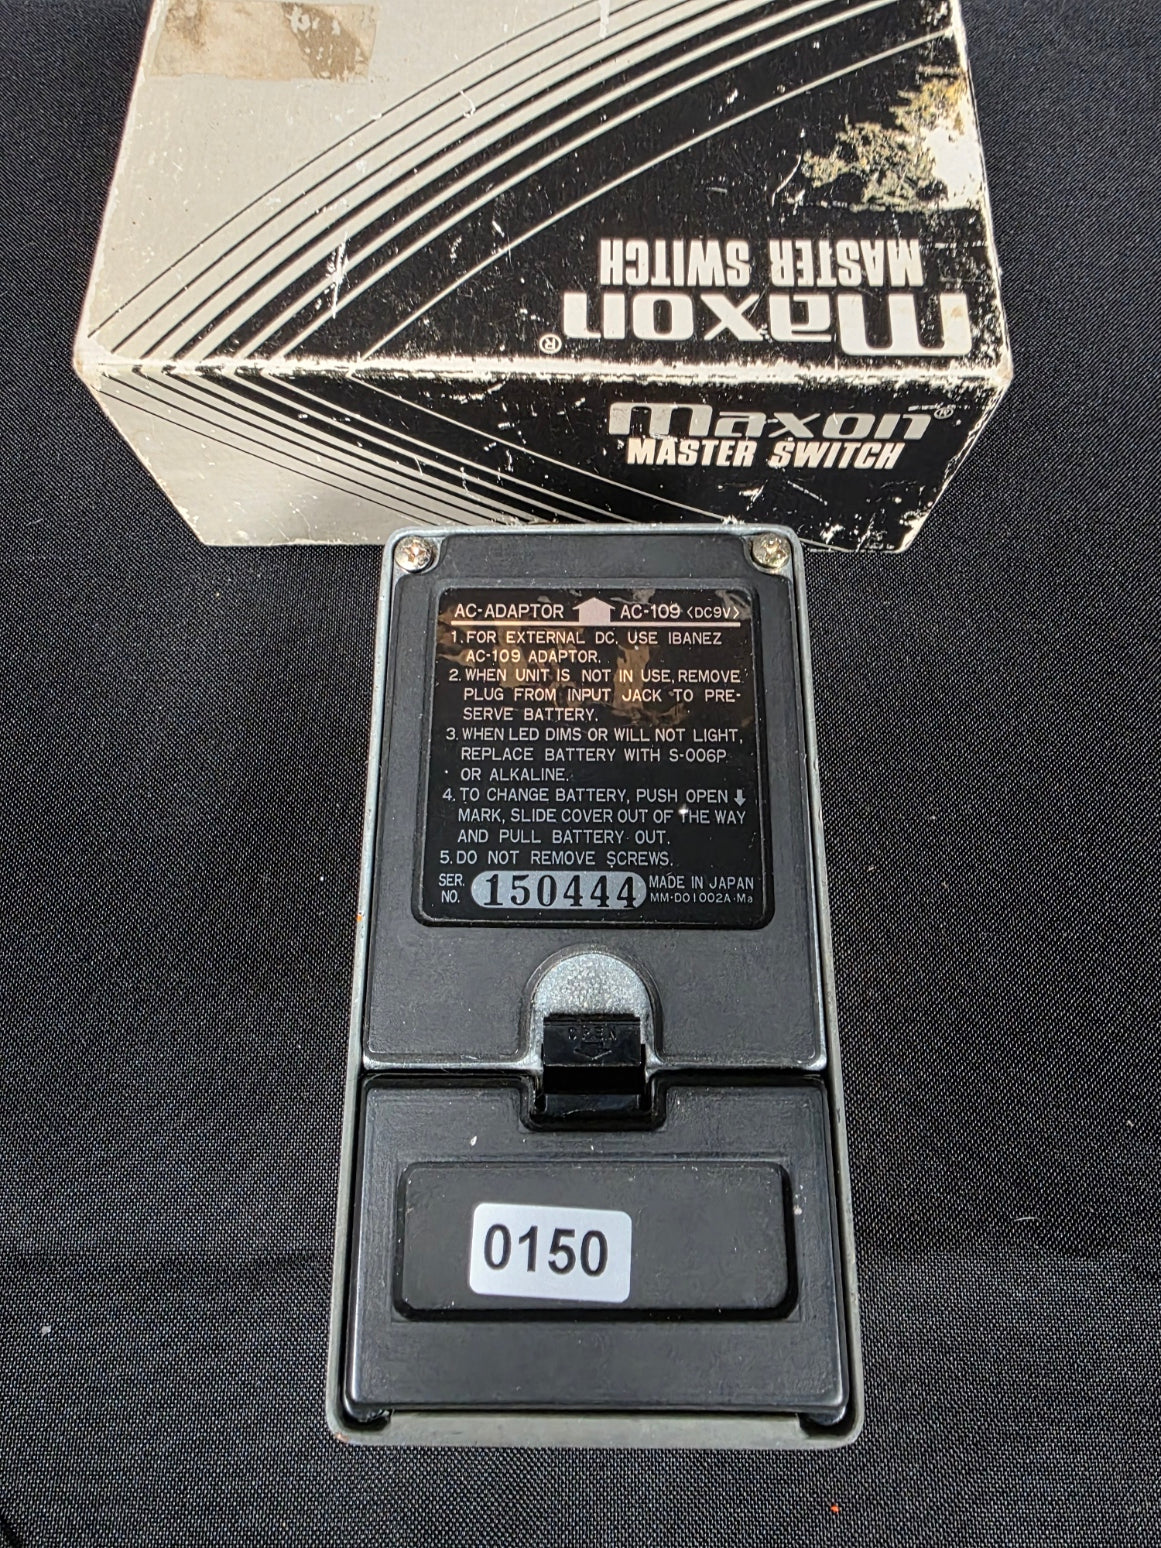 maxon®
MASTER SWITCH
maxon®
MASTER SWITCH
AC-ADAPTOR AC-109 <DC9V>
1. FOR EXTERNAL DC, USE IBANEZ
AC-109 ADAPTOR.
2. WHEN UNIT IS NOT IN USE, REMOVE
PLUG FROM INPUT JACK TO PRE-
SERVE BATTERY.
3. WHEN LED DIMS OR WILL NOT LIGHT,
REPLACE BATTERY WITH S-006P
OR ALKALINE.
4. TO CHANGE BATTERY, PUSH OPEN ⬇
MARK, SLIDE COVER OUT OF THE WAY
AND PULL BATTERY OUT.
5. DO NOT REMOVE SCREWS.
SER. NO. 150444 MADE IN JAPAN
MM-D01002A·Ma
OPEN
0150